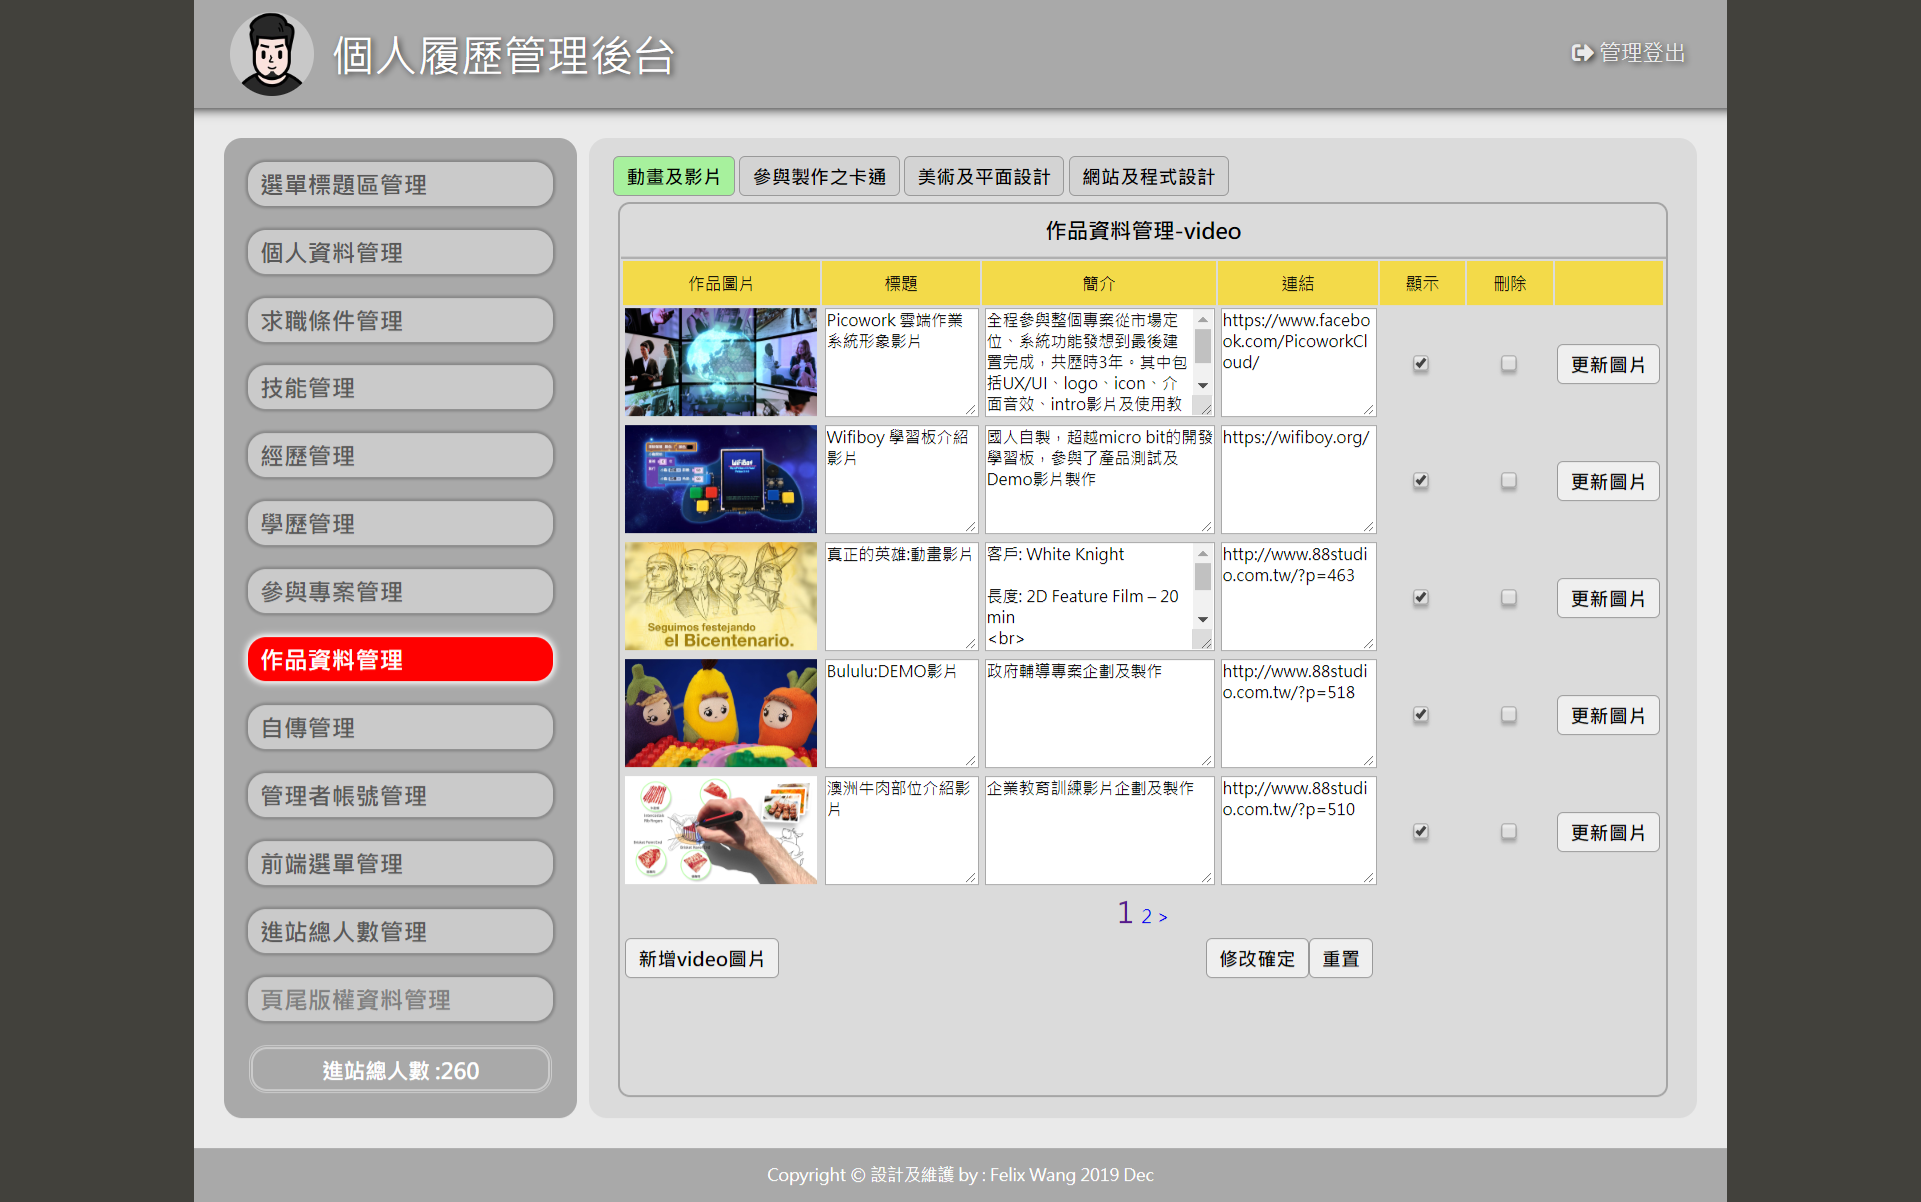 個人履歷管理後台
管理登出
選單標題區管理
個人資料管理
求職條件管理
技能管理
經歷管理
學歷管理
參與專案管理
作品資料管理
自傳管理
管理者帳號管理
前端選單管理
進站總人數管理
頁尾版權資料管理
進站總人數 :260
動畫及影片 參與製作之卡通 美術及平面設計 網站及程式設計
作品資料管理-video
作品圖片 標題 簡介 連結 顯示 刪除
Picowork 雲端作業
系統形象影片
全程參與整個專案從市場定
位、系統功能發想到最後建
置完成，共歷時3年。其中包
括UX/UI、logo、icon、介
面音效、intro影片及使用教
https://www.facebo
ok.com/PicoworkCl
oud/
更新圖片
WiFiBoy
Wifiboy 學習板介紹
影片
國人自製，超越micro bit的開發
學習板，參與了產品測試及
Demo影片製作
https://wifiboy.org/
更新圖片
Seguimos festejando
el Bicentenario.
真正的英雄:動畫影片
客戶: White Knight
長度: 2D Feature Film – 20
min
<br>
http://www.88studi
o.com.tw/?p=463
更新圖片
Bululu:DEMO影片
政府輔導專案企劃及製作
http://www.88studi
o.com.tw/?p=518
更新圖片
澳洲牛肉部位介紹影
片
企業教育訓練影片企劃及製作
http://www.88studi
o.com.tw/?p=510
更新圖片
1 2 >
新增video圖片 修改確定 重置
Copyright © 設計及維護 by : Felix Wang 2019 Dec